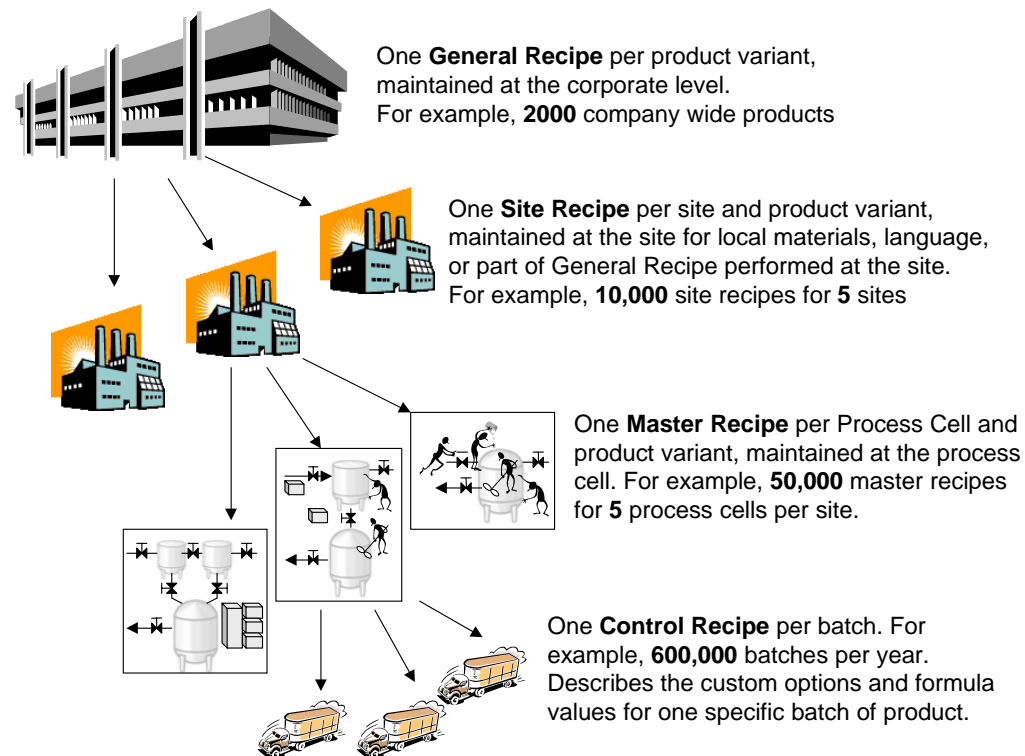 One General Recipe per product variant,
maintained at the corporate level.
For example, 2000 company wide products
One Site Recipe per site and product variant,
maintained at the site for local materials, language,
or part of General Recipe performed at the site.
For example, 10,000 site recipes for 5 sites
One Master Recipe per Process Cell and
product variant, maintained at the process
cell. For example, 50,000 master recipes
for 5 process cells per site.
One Control Recipe per batch. For
example, 600,000 batches per year.
Describes the custom options and formula
values for one specific batch of product.